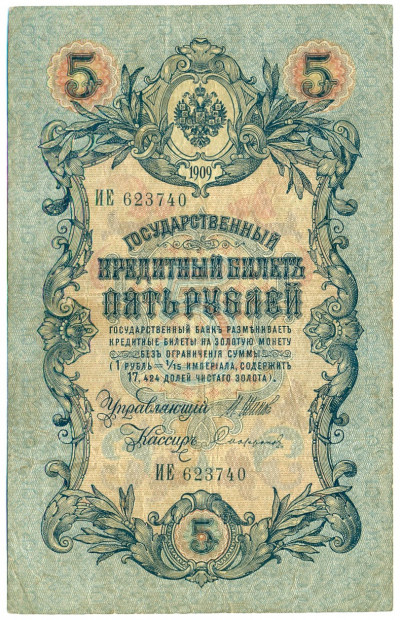 5 5
1909
ИЕ 623740
ГОСУДАРСТВЕННЫЙ
КРЕДИТНЫЙ БИЛЕТЪ
ПЯТЬ РУБЛЕЙ
ГОСУДАРСТВЕННЫЙ БАНКЪ РАЗМѢНИВАЕТЪ
КРЕДИТНЫЕ БИЛЕТЫ НА ЗОЛОТУЮ МОНЕТУ
БЕЗЪ ОГРАНИЧЕНІЯ СУММЫ
(1 РУБЛЬ = 1/15 ИМПЕРІАЛА, СОДЕРЖИТЪ
17,424 ДОЛЕЙ ЧИСТАГО ЗОЛОТА).
Управляющій
Кассиръ
ИЕ 623740
5